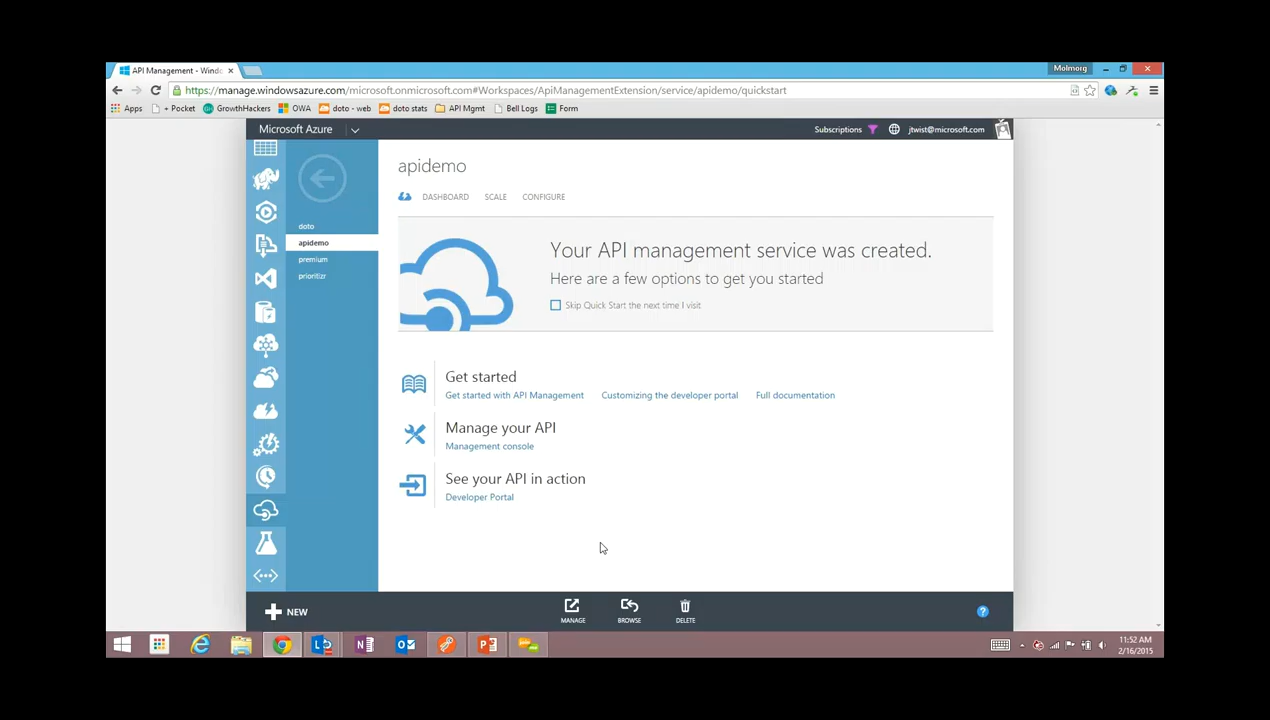 API Management - Windo
Molmorg
https://manage.windowsazure.com/microsoft.onmicrosoft.com#Workspaces/ApiManagementExtension/service/apidemo/quickstart
Apps + Pocket GrowthHackers OWA doto - web doto stats API Mgmt Bell Logs Form
Microsoft Azure Subscriptions jtwist@microsoft.com
apidemo
DASHBOARD SCALE CONFIGURE
doto
apidemo
premium
prioritizr
Your API management service was created.
Here are a few options to get you started
Skip Quick Start the next time I visit
Get started
Get started with API Management Customizing the developer portal Full documentation
Manage your API
Management console
See your API in action
Developer Portal
NEW MANAGE BROWSE DELETE ?
11:52 AM
2/16/2015